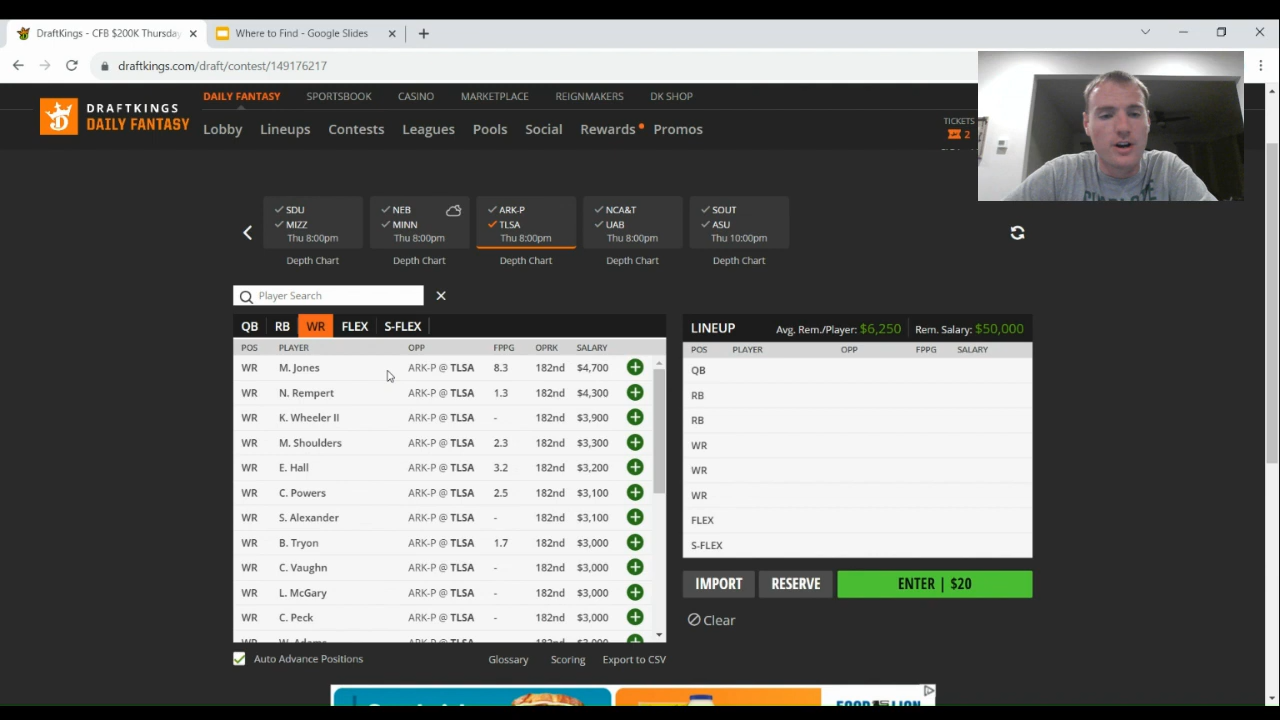 DraftKings - CFB $200K Thursday
Where to Find - Google Slides
draftkings.com/draft/contest/149176217
DAILY FANTASY SPORTSBOOK CASINO MARKETPLACE REIGNMAKERS DK SHOP
DRAFTKINGS
DAILY FANTASY
Lobby Lineups Contests Leagues Pools Social Rewards Promos
TICKETS
2
SDU
MIZZ
Thu 8:00pm
Depth Chart
NEB
MINN
Thu 8:00pm
Depth Chart
ARK-P
TLSA
Thu 8:00pm
Depth Chart
NCA&T
UAB
Thu 8:00pm
Depth Chart
SOUT
ASU
Thu 10:00pm
Depth Chart
Player Search
QB RB WR FLEX S-FLEX
POS PLAYER OPP FPPG OPRK SALARY
WR M. Jones ARK-P @ TLSA 8.3 182nd $4,700
WR N. Rempert ARK-P @ TLSA 1.3 182nd $4,300
WR K. Wheeler II ARK-P @ TLSA - 182nd $3,900
WR M. Shoulders ARK-P @ TLSA 2.3 182nd $3,300
WR E. Hall ARK-P @ TLSA 3.2 182nd $3,200
WR C. Powers ARK-P @ TLSA 2.5 182nd $3,100
WR S. Alexander ARK-P @ TLSA - 182nd $3,100
WR B. Tryon ARK-P @ TLSA 1.7 182nd $3,000
WR C. Vaughn ARK-P @ TLSA - 182nd $3,000
WR L. McGary ARK-P @ TLSA - 182nd $3,000
WR C. Peck ARK-P @ TLSA - 182nd $3,000
LINEUP Avg. Rem./Player: $6,250 Rem. Salary: $50,000
POS PLAYER OPP FPPG SALARY
QB
RB
RB
WR
WR
WR
FLEX
S-FLEX
IMPORT RESERVE ENTER | $20
Clear
Auto Advance Positions
Glossary Scoring Export to CSV